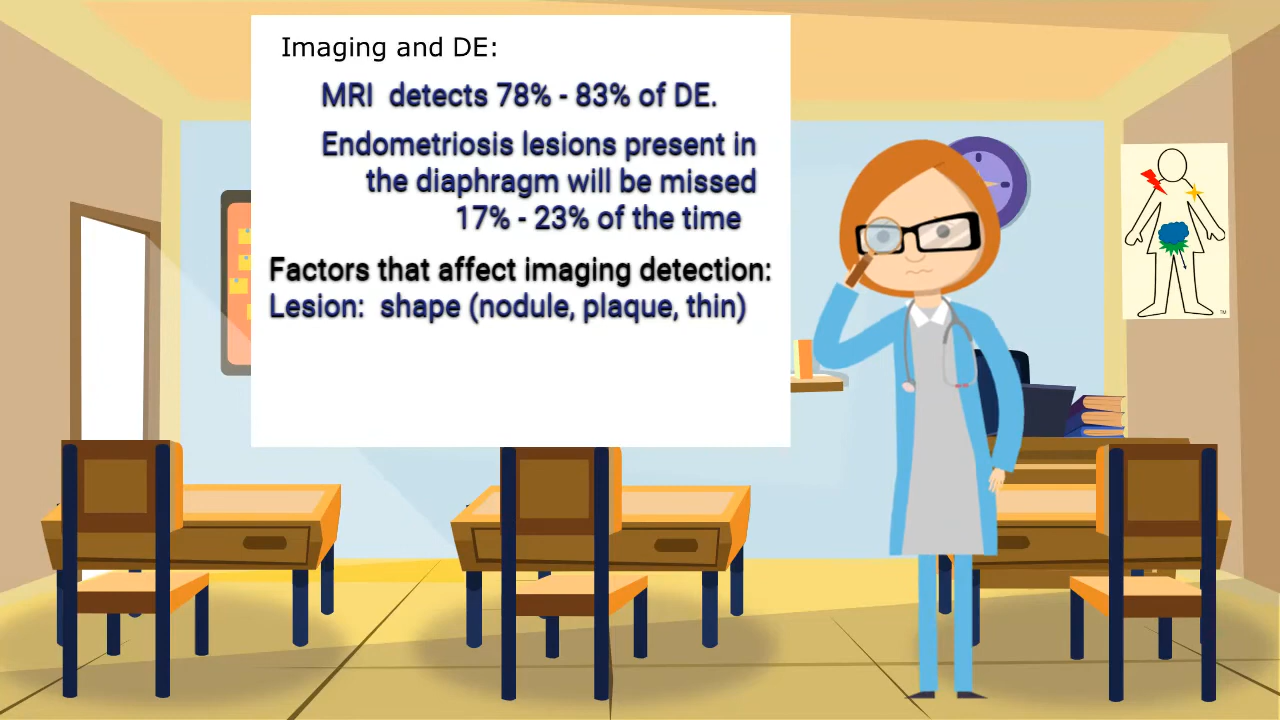 Imaging and DE:
MRI detects 78% - 83% of DE.
Endometriosis lesions present in
the diaphragm will be missed
17% - 23% of the time
Factors that affect imaging detection:
Lesion: shape (nodule, plaque, thin)
TM